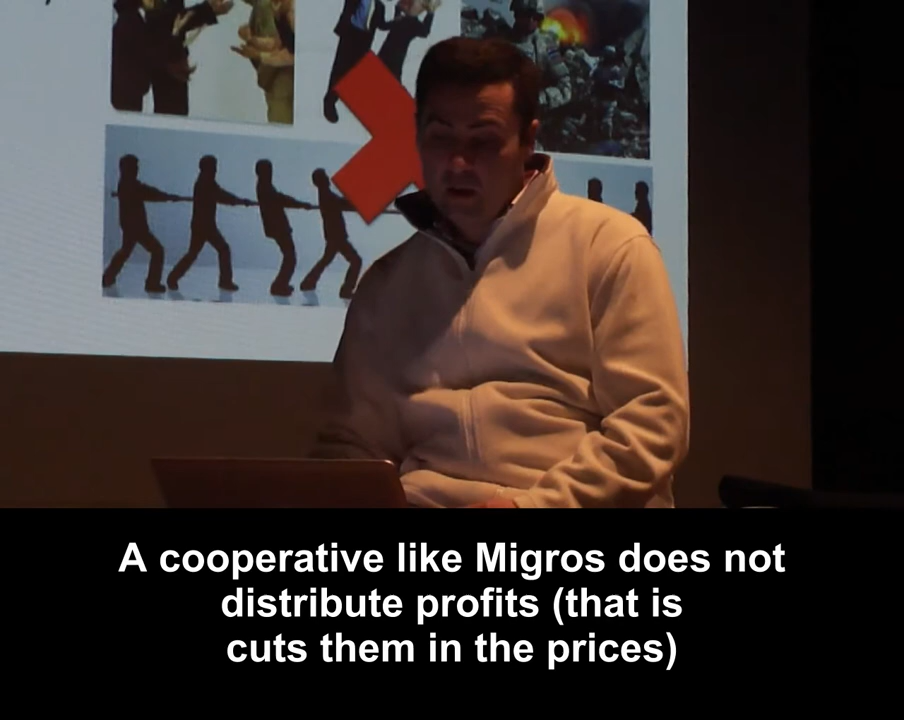 A cooperative like Migros does not
distribute profits (that is
cuts them in the prices)